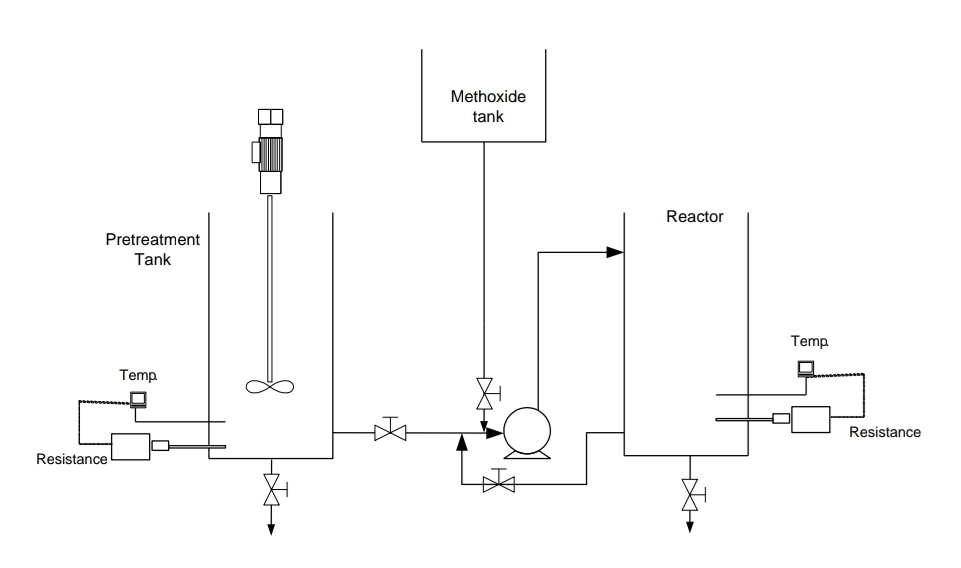 Methoxide
tank
Reactor
Pretreatment
Tank
Temp.
Temp.
Resistance
Resistance